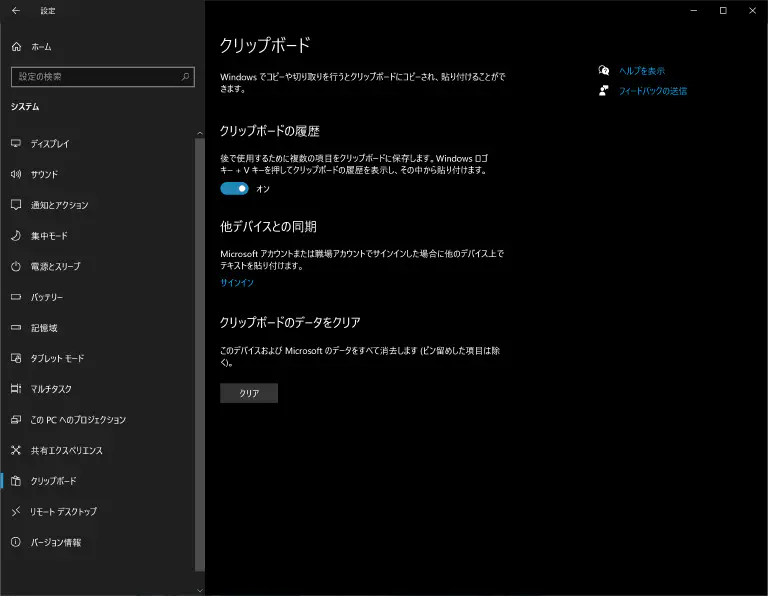 設定
ホーム
設定の検索
システム
ディスプレイ
サウンド
通知とアクション
集中モード
電源とスリープ
バッテリー
記憶域
タブレット モード
マルチタスク
この PC へのプロジェクション
共有エクスペリエンス
クリップボード
リモート デスクトップ
バージョン情報
クリップボード
Windows でコピーや切り取りを行うとクリップボードにコピーされ、貼り付けることがで
きます。
クリップボードの履歴
後で使用するために複数の項目をクリップボードに保存します。Windows ロゴ
キー + V キーを押してクリップボードの履歴を表示し、その中から貼り付けます。
オン
他デバイスとの同期
Microsoft アカウントまたは職場アカウントでサインインした場合に他のデバイス上で
テキストを貼り付けます。
サインイン
クリップボードのデータをクリア
このデバイスおよび Microsoft のデータをすべて消去します (ピン留めした項目は除
く)。
クリア
ヘルプを表示
フィードバックの送信